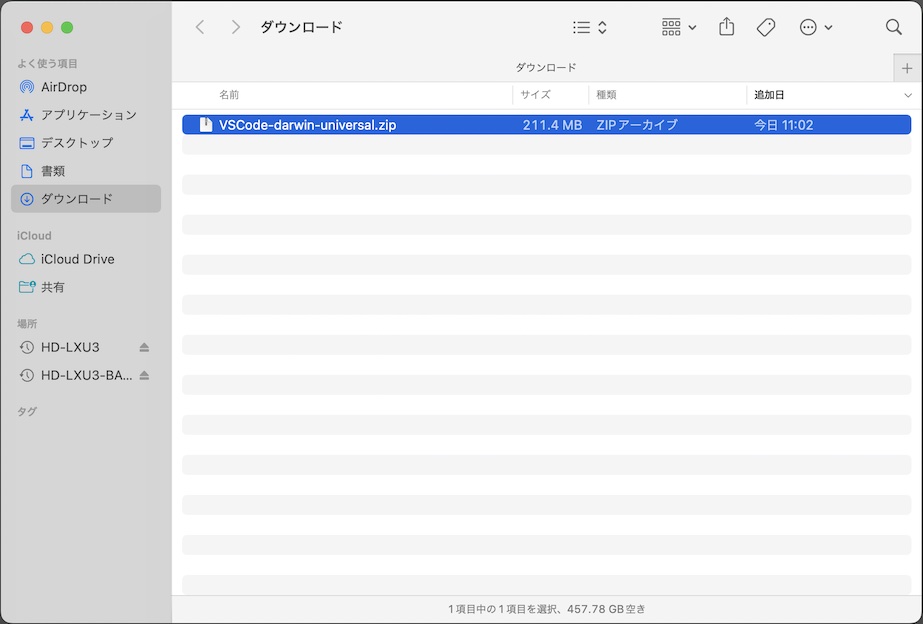 ダウンロード
よく使う項目
AirDrop
アプリケーション
デスクトップ
書類
ダウンロード
iCloud
iCloud Drive
共有
場所
HD-LXU3
HD-LXU3-BA...
タグ
ダウンロード
名前 サイズ 種類 追加日
VSCode-darwin-universal.zip 211.4 MB ZIPアーカイブ 今日 11:02
1項目中の1項目を選択、457.78 GB空き